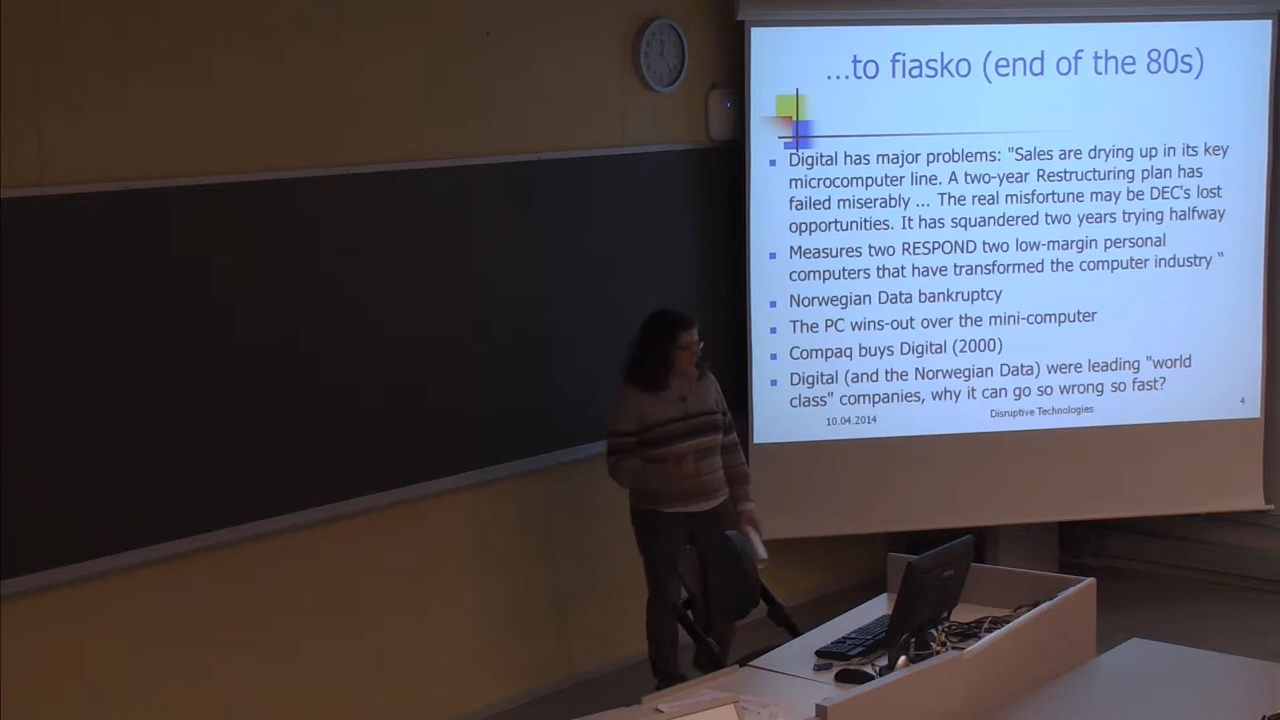 ...to fiasko (end of the 80s)
Digital has major problems: "Sales are drying up in its key
microcomputer line. A two-year Restructuring plan has
failed miserably ... The real misfortune may be DEC's lost
opportunities. It has squandered two years trying halfway
Measures two RESPOND two low-margin personal
computers that have transformed the computer industry "
Norwegian Data bankruptcy
The PC wins-out over the mini-computer
Compaq buys Digital (2000)
Digital (and the Norwegian Data) were leading "world
class" companies, why it can go so wrong so fast?
10.04.2014
Disruptive Technologies
4